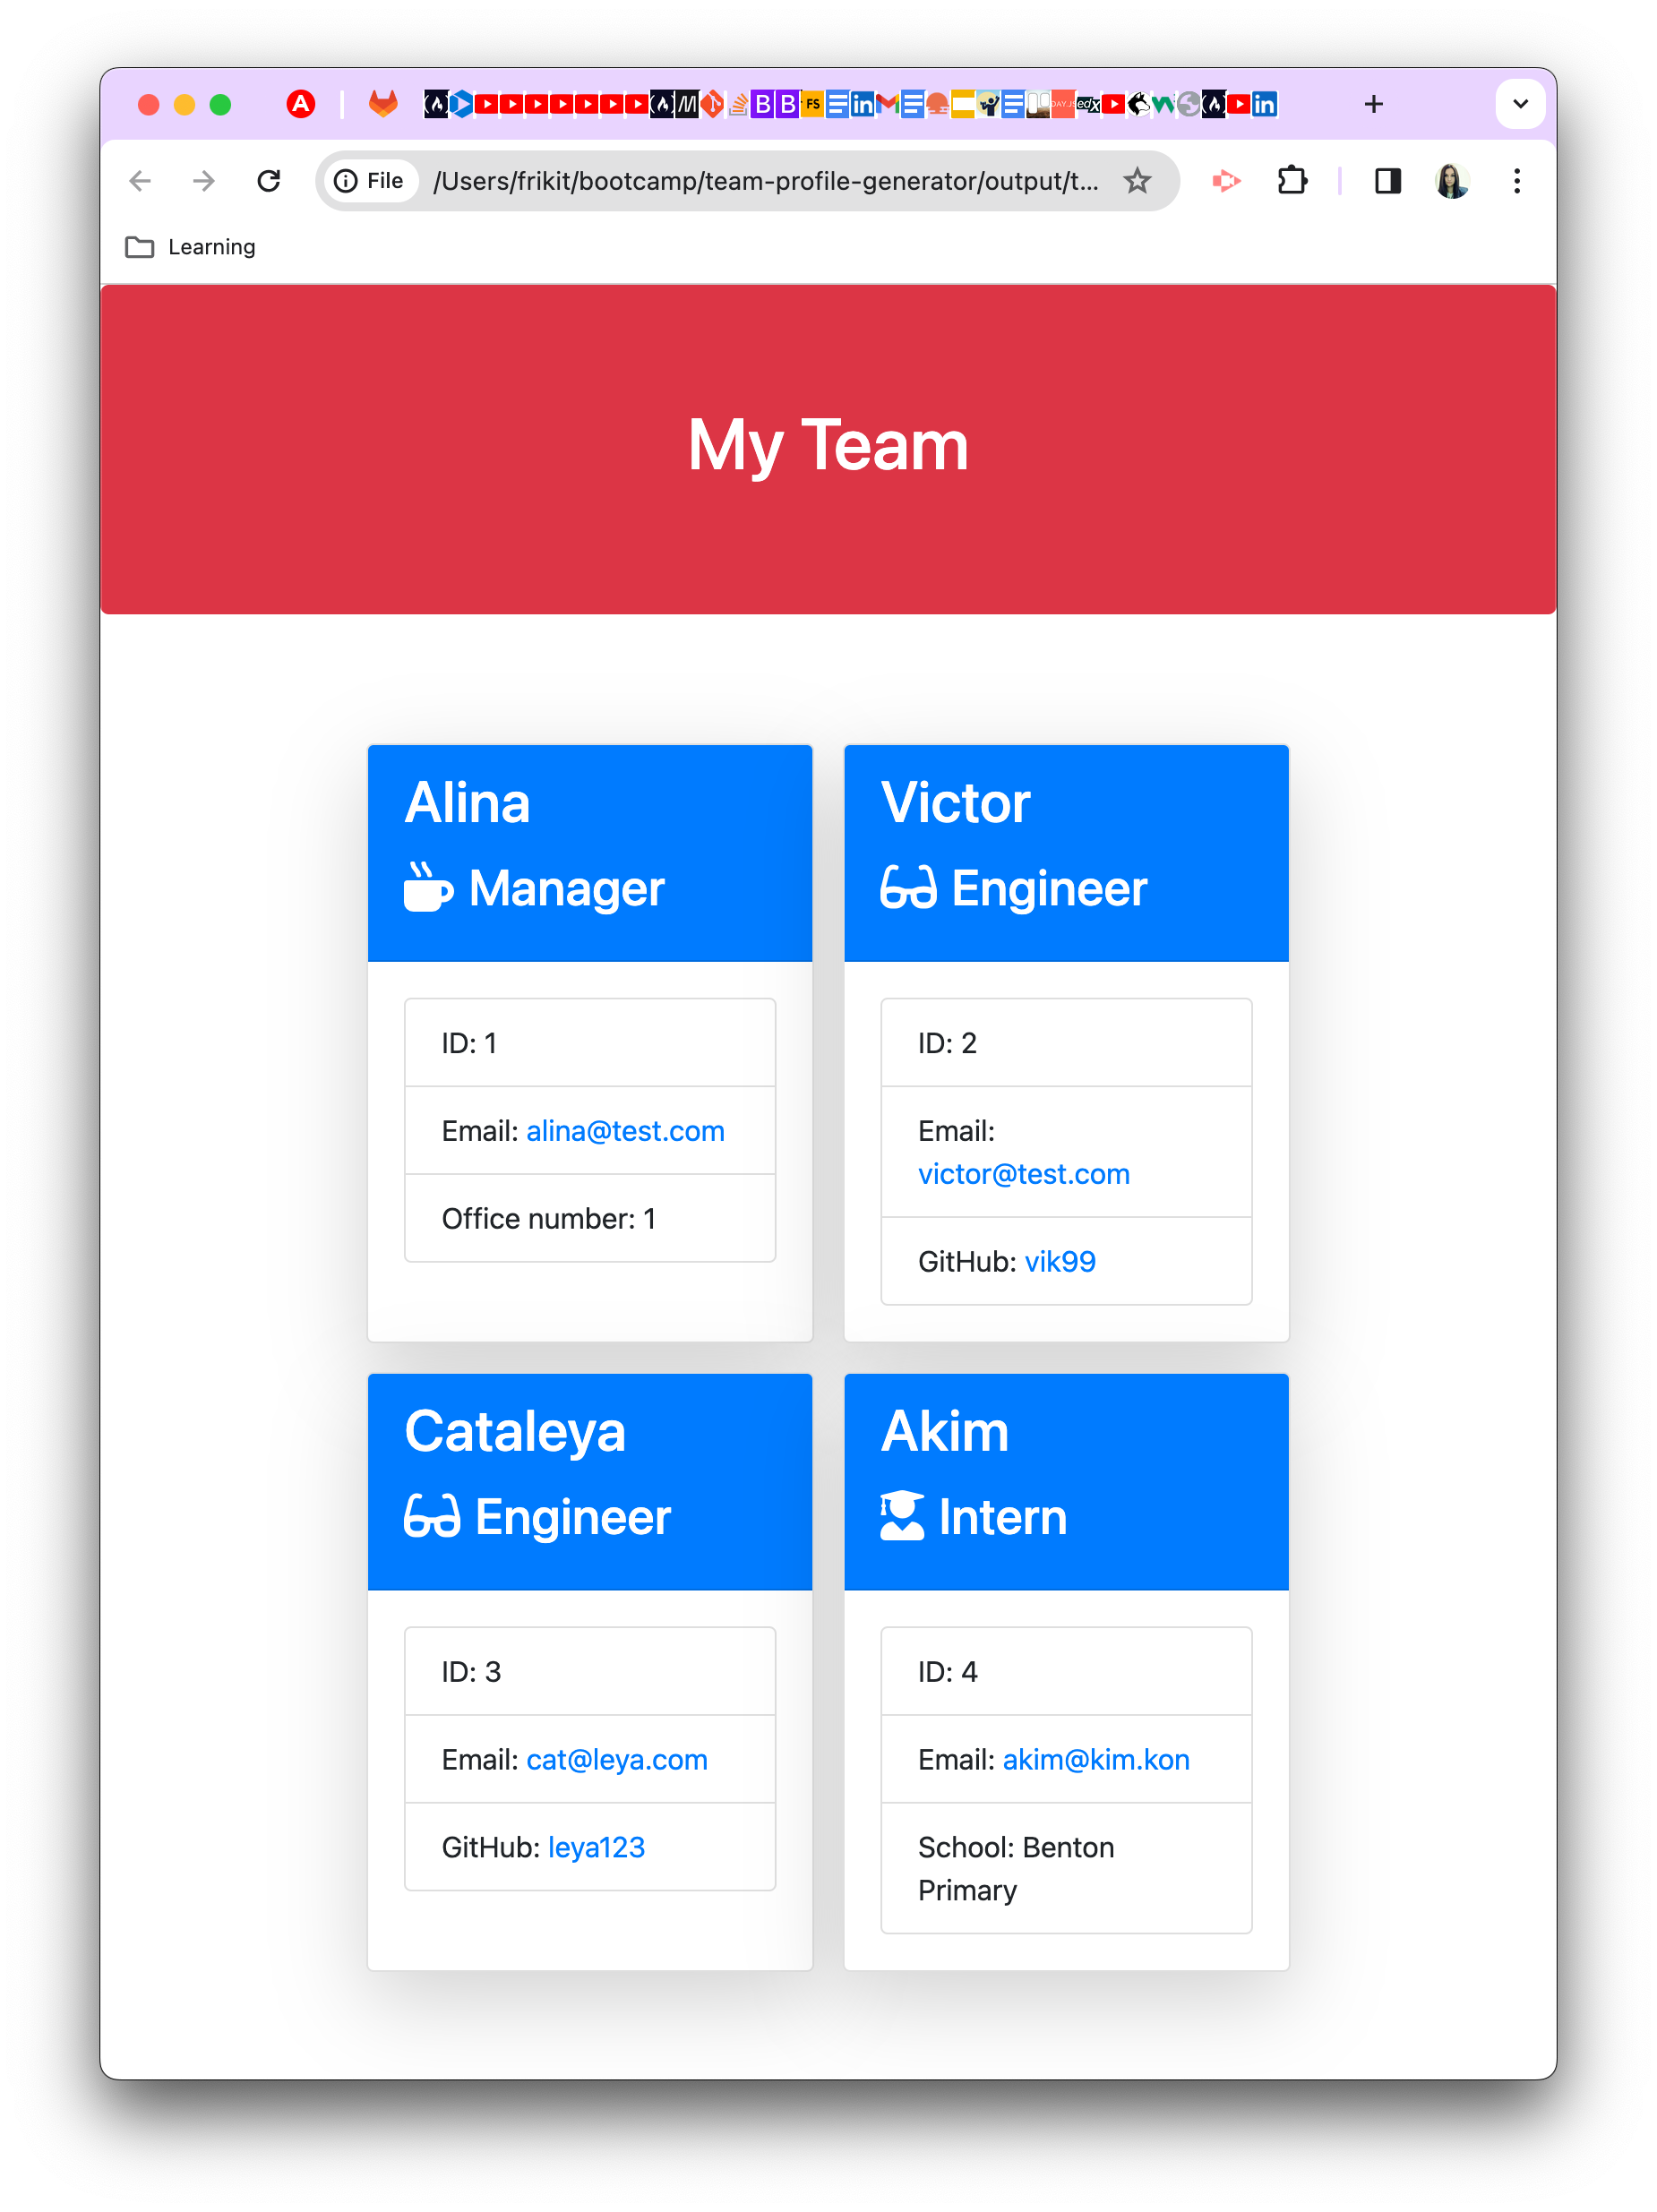 File
/Users/frikit/bootcamp/team-profile-generator/output/t...
Learning
My Team
Alina
Manager
ID: 1
Email: alina@test.com
Office number: 1
Victor
Engineer
ID: 2
Email:
victor@test.com
GitHub: vik99
Cataleya
Engineer
ID: 3
Email: cat@leya.com
GitHub: leya123
Akim
Intern
ID: 4
Email: akim@kim.kon
School: Benton
Primary